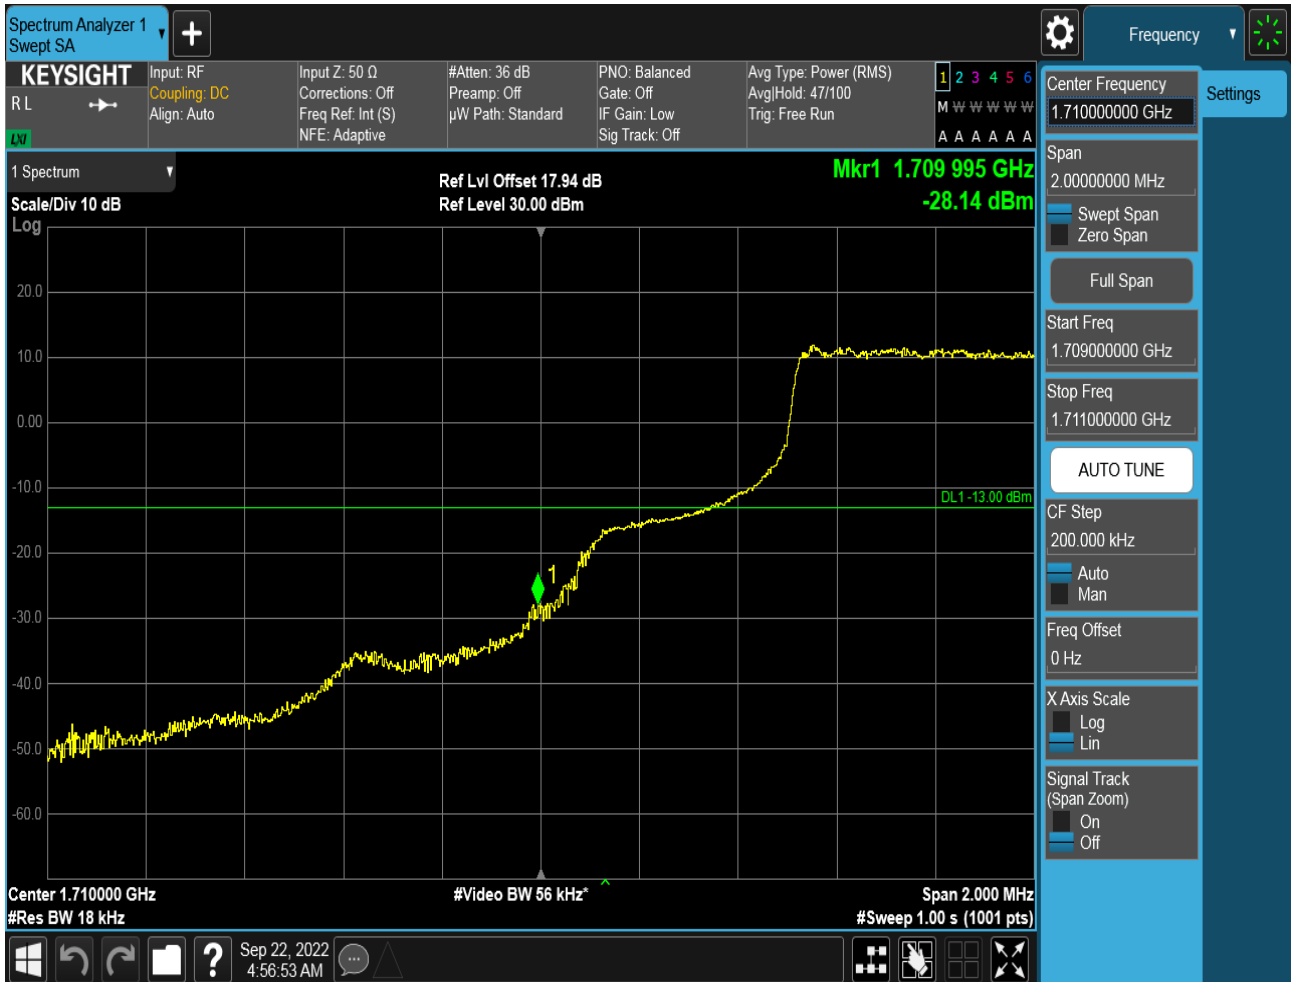 Spectrum Analyzer 1
Swept SA
Frequency
KEYSIGHT
R L
LXI
Input: RF
Coupling: DC
Align: Auto
Input Z: 50 Ω
Corrections: Off
Freq Ref: Int (S)
NFE: Adaptive
#Atten: 36 dB
Preamp: Off
µW Path: Standard
PNO: Balanced
Gate: Off
IF Gain: Low
Sig Track: Off
Avg Type: Power (RMS)
Avg|Hold: 47/100
Trig: Free Run
1 2 3 4 5 6
M W W W W W
A A A A A A
1 Spectrum
Scale/Div 10 dB
Log
Ref Lvl Offset 17.94 dB
Ref Level 30.00 dBm
Mkr1 1.709 995 GHz
-28.14 dBm
20.0
10.0
0.00
-10.0
-20.0
-30.0
-40.0
-50.0
-60.0
DL1 -13.00 dBm
1
Center 1.710000 GHz
#Res BW 18 kHz
#Video BW 56 kHz*
Span 2.000 MHz
#Sweep 1.00 s (1001 pts)
Sep 22, 2022
4:56:53 AM
Center Frequency
1.710000000 GHz
Settings
Span
2.00000000 MHz
Swept Span
Zero Span
Full Span
Start Freq
1.709000000 GHz
Stop Freq
1.711000000 GHz
AUTO TUNE
CF Step
200.000 kHz
Auto
Man
Freq Offset
0 Hz
X Axis Scale
Log
Lin
Signal Track
(Span Zoom)
On
Off